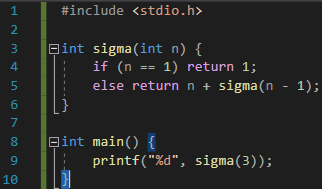 1 #include <stdio.h>
2
3 int sigma(int n) {
4 if (n == 1) return 1;
5 else return n + sigma(n - 1);
6 }
7
8 int main() {
9 printf("%d", sigma(3));
10 }